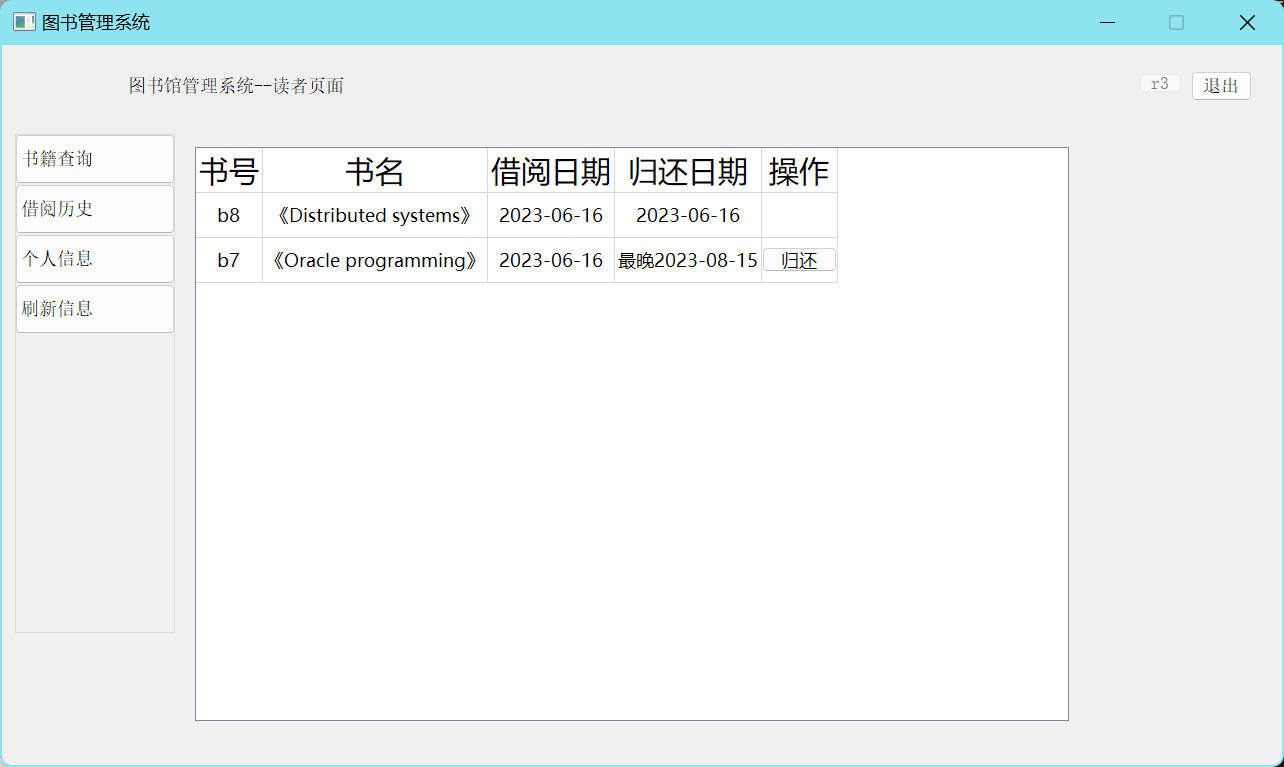 图书管理系统
图书馆管理系统--读者页面
r3 退出
书籍查询
借阅历史
个人信息
刷新信息
书号 书名 借阅日期 归还日期 操作
b8 《Distributed systems》 2023-06-16 2023-06-16
b7 《Oracle programming》 2023-06-16 最晚2023-08-15 归还